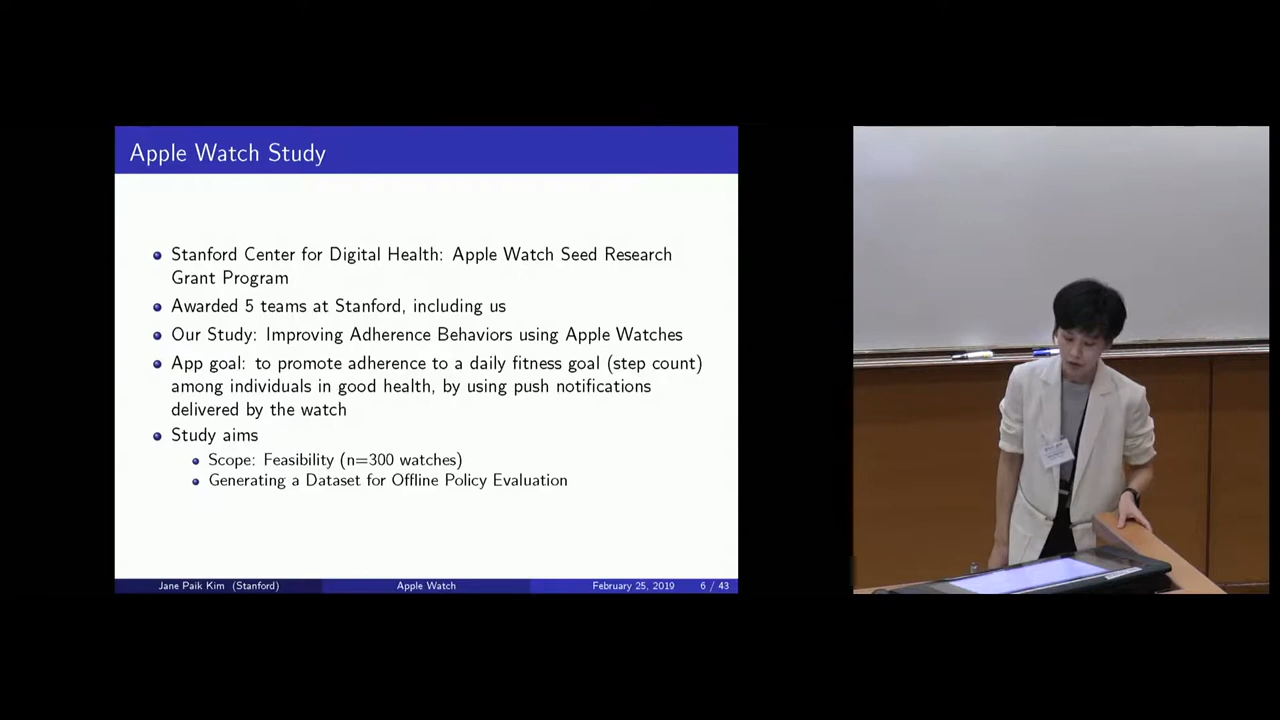 Apple Watch Study
Stanford Center for Digital Health: Apple Watch Seed Research
Grant Program
Awarded 5 teams at Stanford, including us
Our Study: Improving Adherence Behaviors using Apple Watches
App goal: to promote adherence to a daily fitness goal (step count)
among individuals in good health, by using push notifications
delivered by the watch
Study aims
Scope: Feasibility (n=300 watches)
Generating a Dataset for Offline Policy Evaluation
Jane Paik Kim (Stanford)
Apple Watch
February 25, 2019
6 / 43